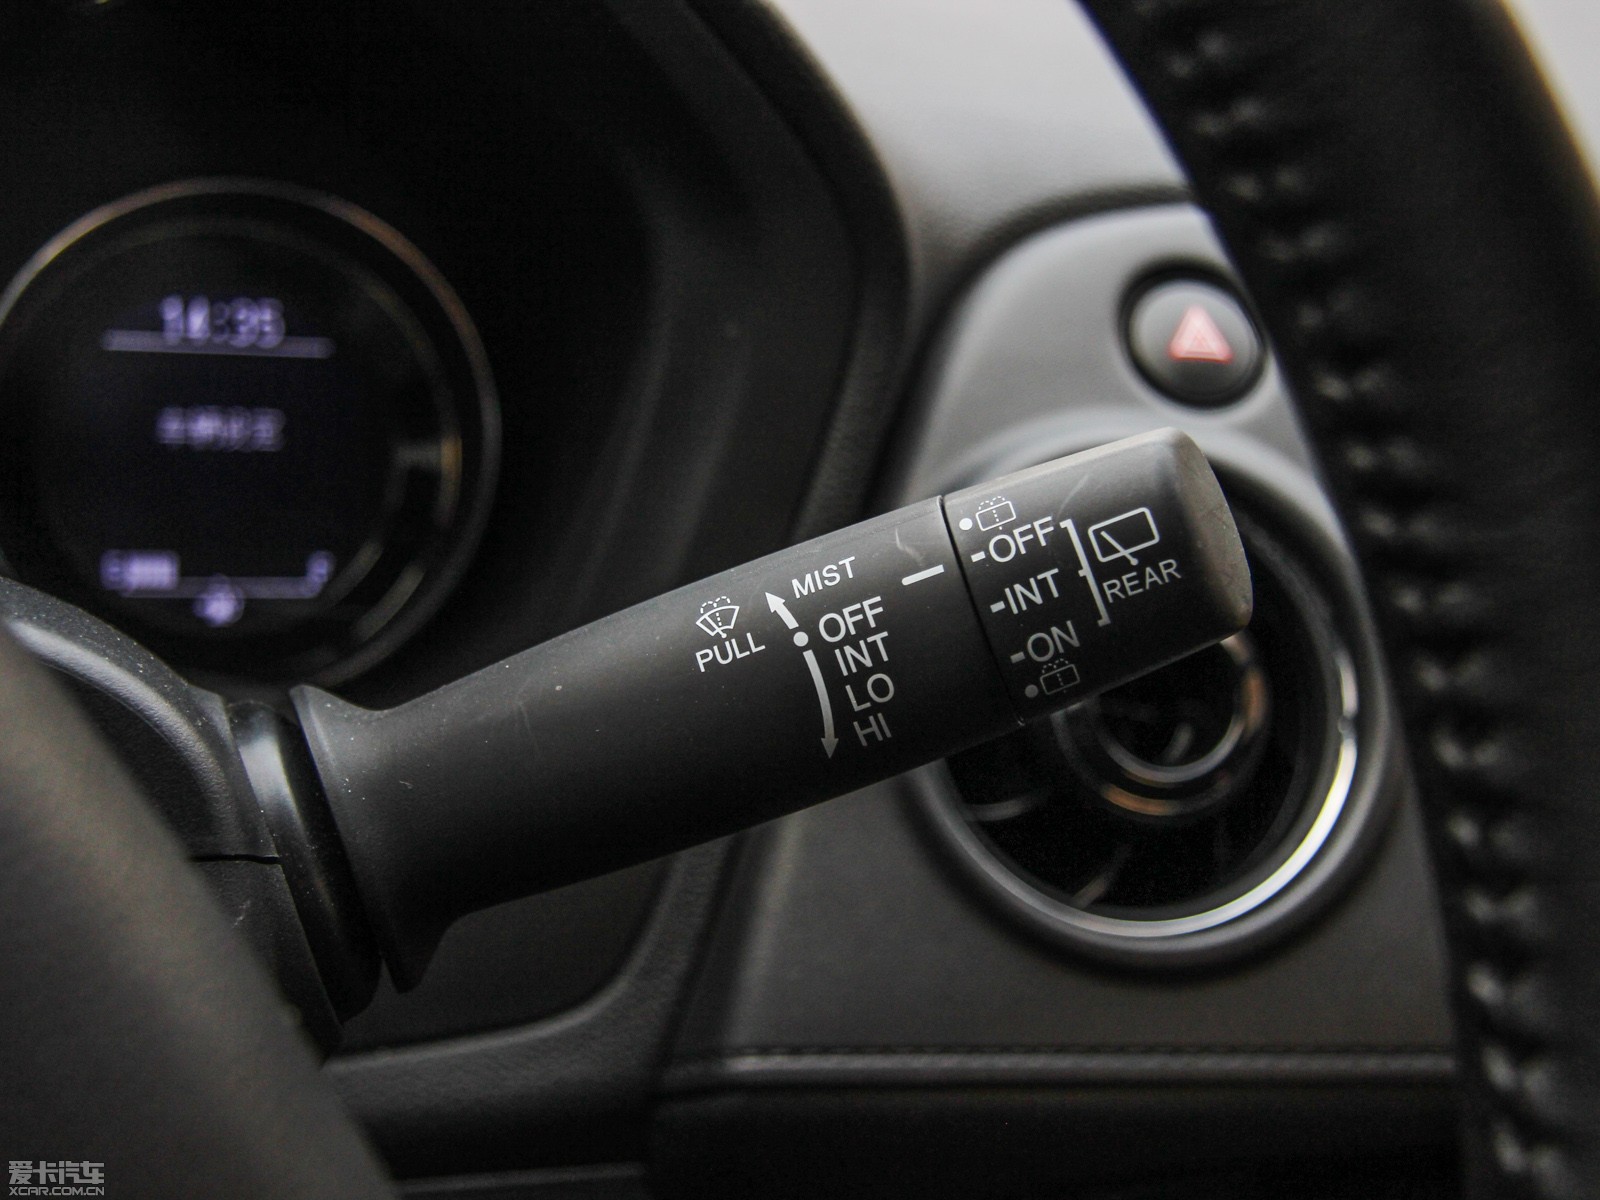 MIST
OFF
INT
LO
HI
PULL
OFF
INT
ON
REAR
爱卡汽车
XCAR.COM.CN